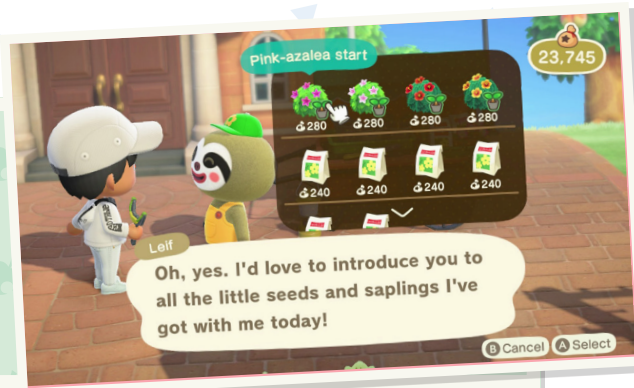 Pink-azalea start
23,745
280
280
280
280
240
240
240
240
Leif
Oh, yes. I'd love to introduce you to
all the little seeds and saplings I've
got with me today!
B Cancel A Select